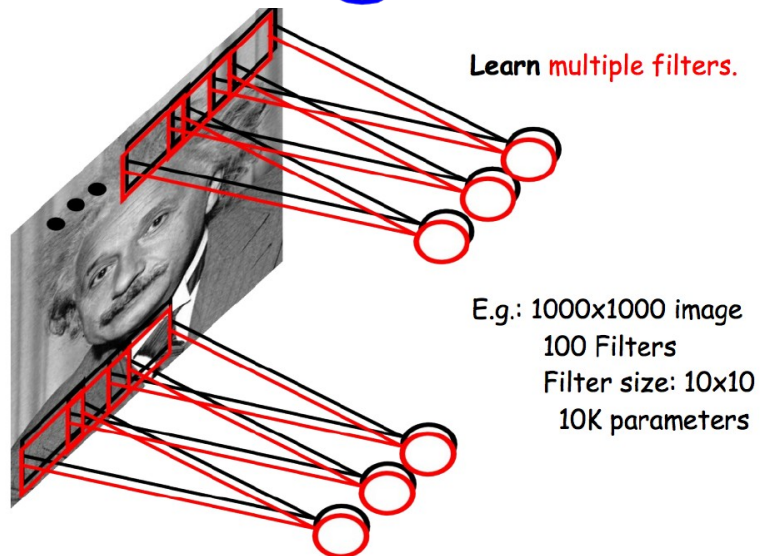 Learn multiple filters.
E.g.: 1000x1000 image
100 Filters
Filter size: 10x10
10K parameters